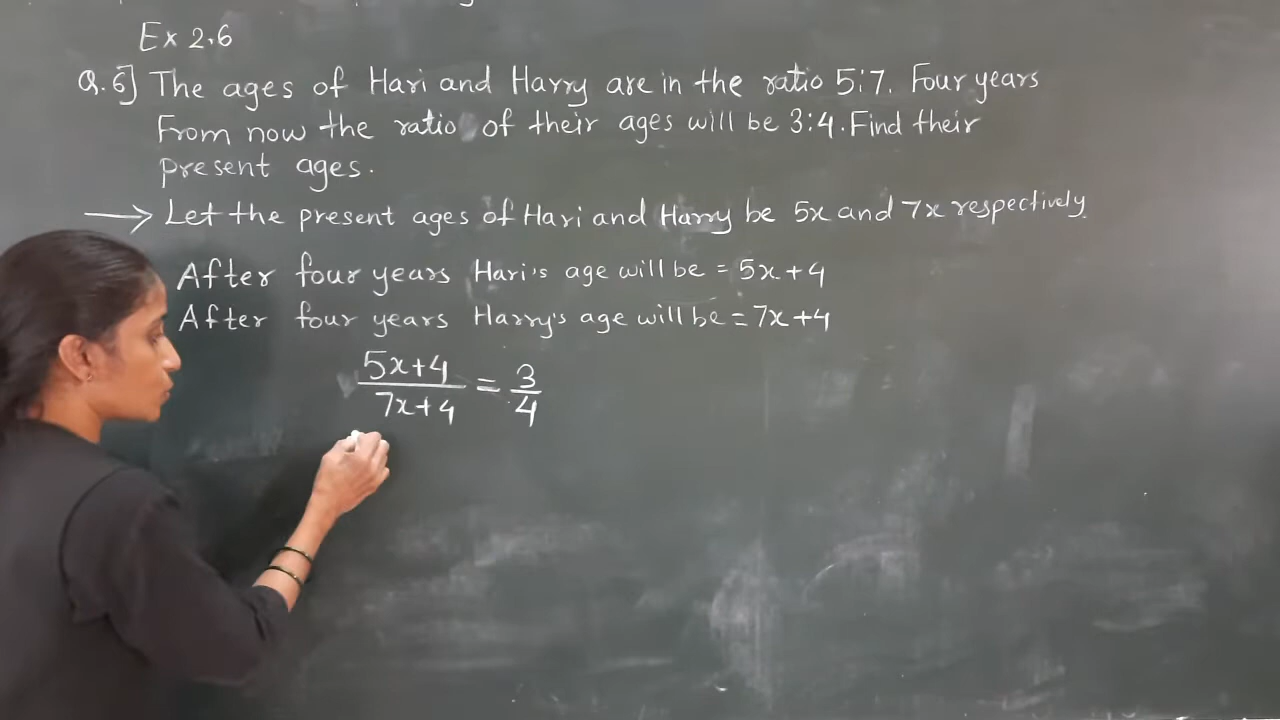 Ex 2.6
Q.6] The ages of Hari and Harry are in the ratio 5:7. Four years
From now the ratio of their ages will be 3:4. Find their
present ages.
→ Let the present ages of Hari and Harry be 5x and 7x respectively.
After four years Hari's age will be = 5x+4
After four years Harry's age will be = 7x+4
5x+4/7x+4 = 3/4